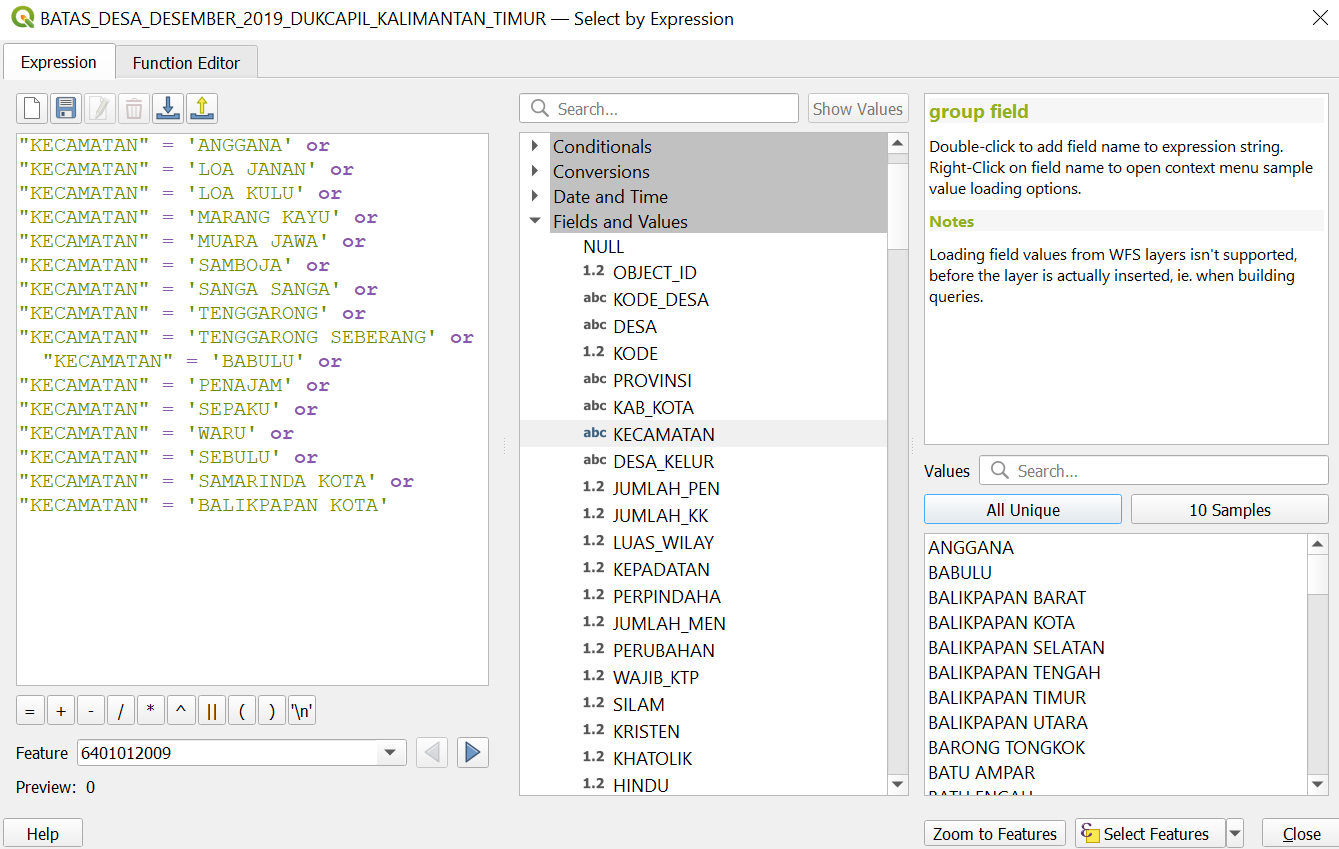 BATAS_DESA_DESEMBER_2019_DUKCAPIL_KALIMANTAN_TIMUR — Select by Expression
Expression
Function Editor
"KECAMATAN" = 'ANGGANA' or
"KECAMATAN" = 'LOA JANAN' or
"KECAMATAN" = 'LOA KULU' or
"KECAMATAN" = 'MARANG KAYU' or
"KECAMATAN" = 'MUARA JAWA' or
"KECAMATAN" = 'SAMBOJA' or
"KECAMATAN" = 'SANGA SANGA' or
"KECAMATAN" = 'TENGGARONG' or
"KECAMATAN" = 'TENGGARONG SEBERANG' or
"KECAMATAN" = 'BABULU' or
"KECAMATAN" = 'PENAJAM' or
"KECAMATAN" = 'SEPAKU' or
"KECAMATAN" = 'WARU' or
"KECAMATAN" = 'SEBULU' or
"KECAMATAN" = 'SAMARINDA KOTA' or
"KECAMATAN" = 'BALIKPAPAN KOTA'
= + - / * ^ || ( ) '\n'
Feature 6401012009
Preview: 0
Help
Search...
Show Values
Conditionals
Conversions
Date and Time
Fields and Values
NULL
1.2 OBJECT_ID
abc KODE_DESA
abc DESA
1.2 KODE
abc PROVINSI
abc KAB_KOTA
abc KECAMATAN
abc DESA_KELUR
1.2 JUMLAH_PEN
1.2 JUMLAH_KK
1.2 LUAS_WILAY
1.2 KEPADATAN
1.2 PERPINDAHA
1.2 JUMLAH_MEN
1.2 PERUBAHAN
1.2 WAJIB_KTP
1.2 SILAM
1.2 KRISTEN
1.2 KHATOLIK
1.2 HINDU
group field
Double-click to add field name to expression string.
Right-Click on field name to open context menu sample
value loading options.
Notes
Loading field values from WFS layers isn't supported,
before the layer is actually inserted, ie. when building
queries.
Values Search...
All Unique
10 Samples
ANGGANA
BABULU
BALIKPAPAN BARAT
BALIKPAPAN KOTA
BALIKPAPAN SELATAN
BALIKPAPAN TENGAH
BALIKPAPAN TIMUR
BALIKPAPAN UTARA
BARONG TONGKOK
BATU AMPAR
Zoom to Features
Select Features
Close